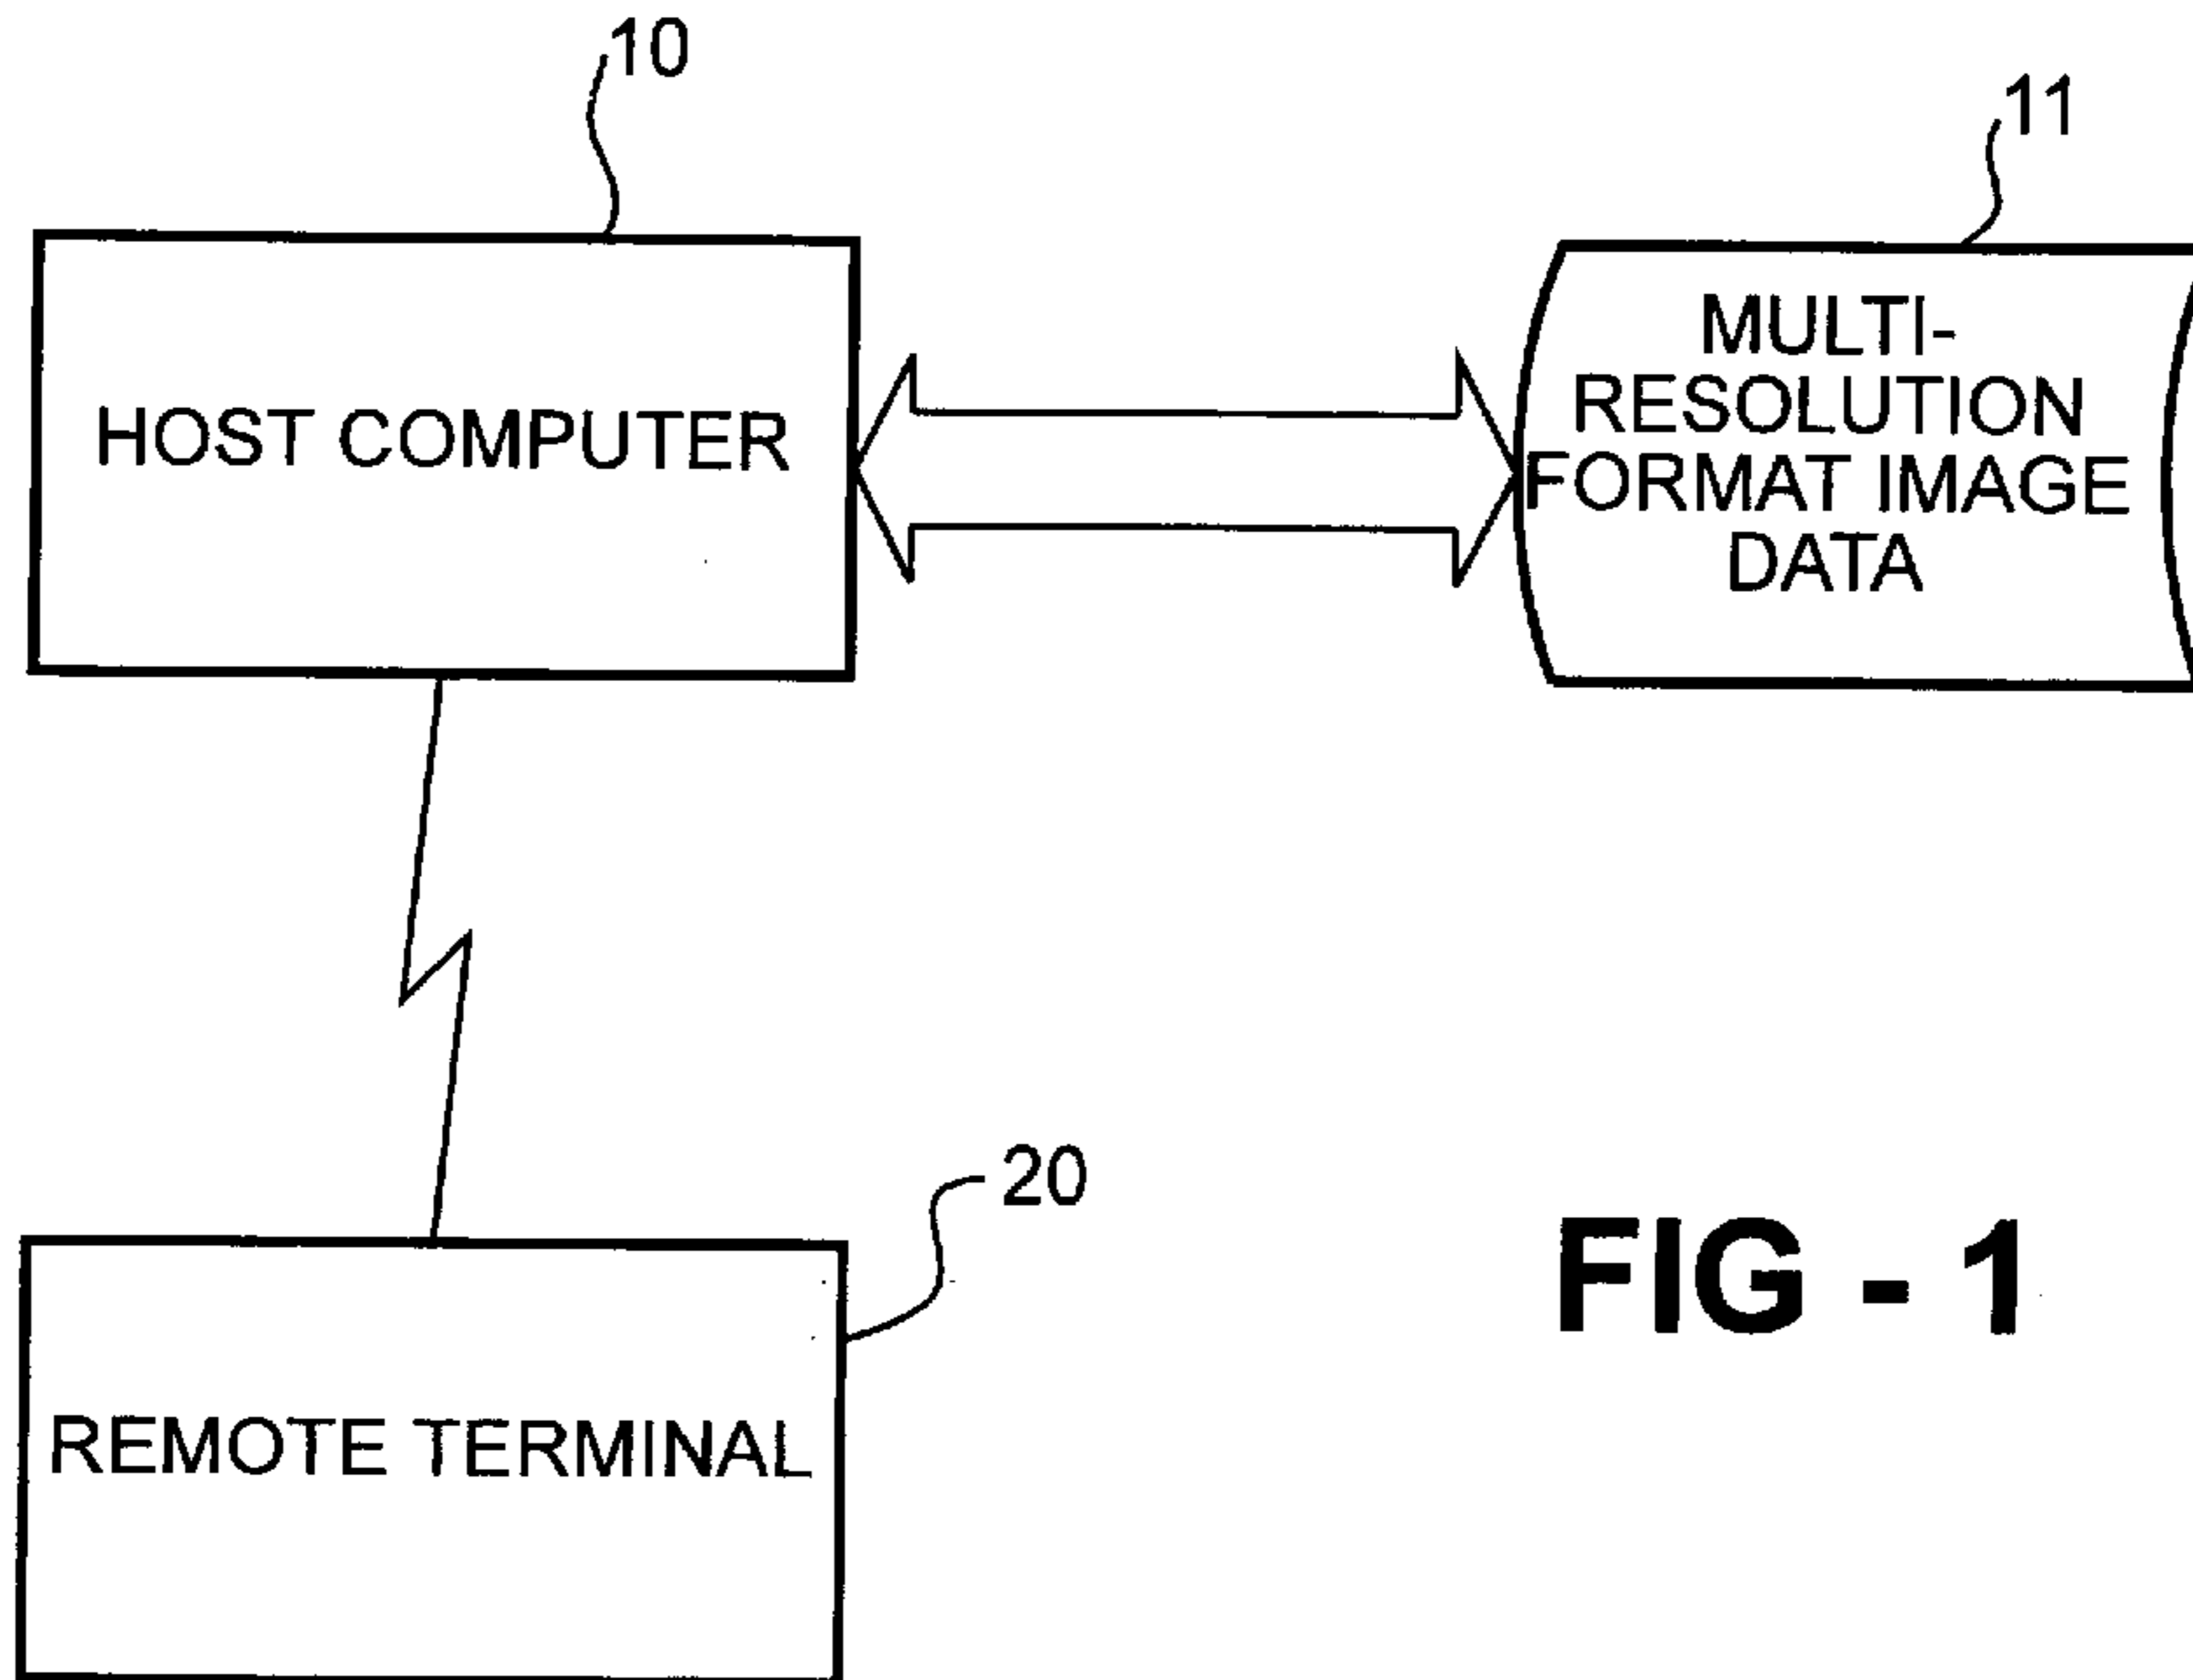 10
11
HOST COMPUTER
MULTI-
RESOLUTION
FORMAT IMAGE
DATA
20
REMOTE TERMINAL
FIG - 1